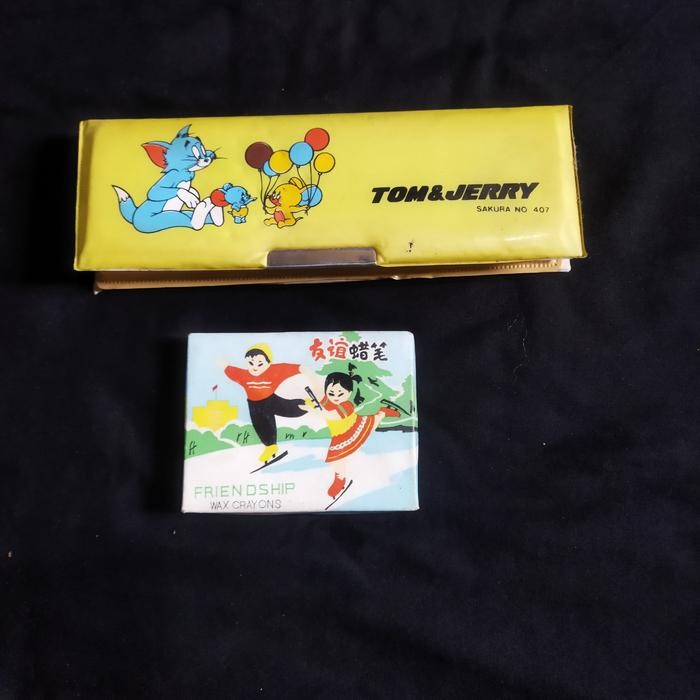 TOM&JERRY
SAKURA NO. 407
友谊蜡笔
FRIENDSHIP
WAX CRAYONS